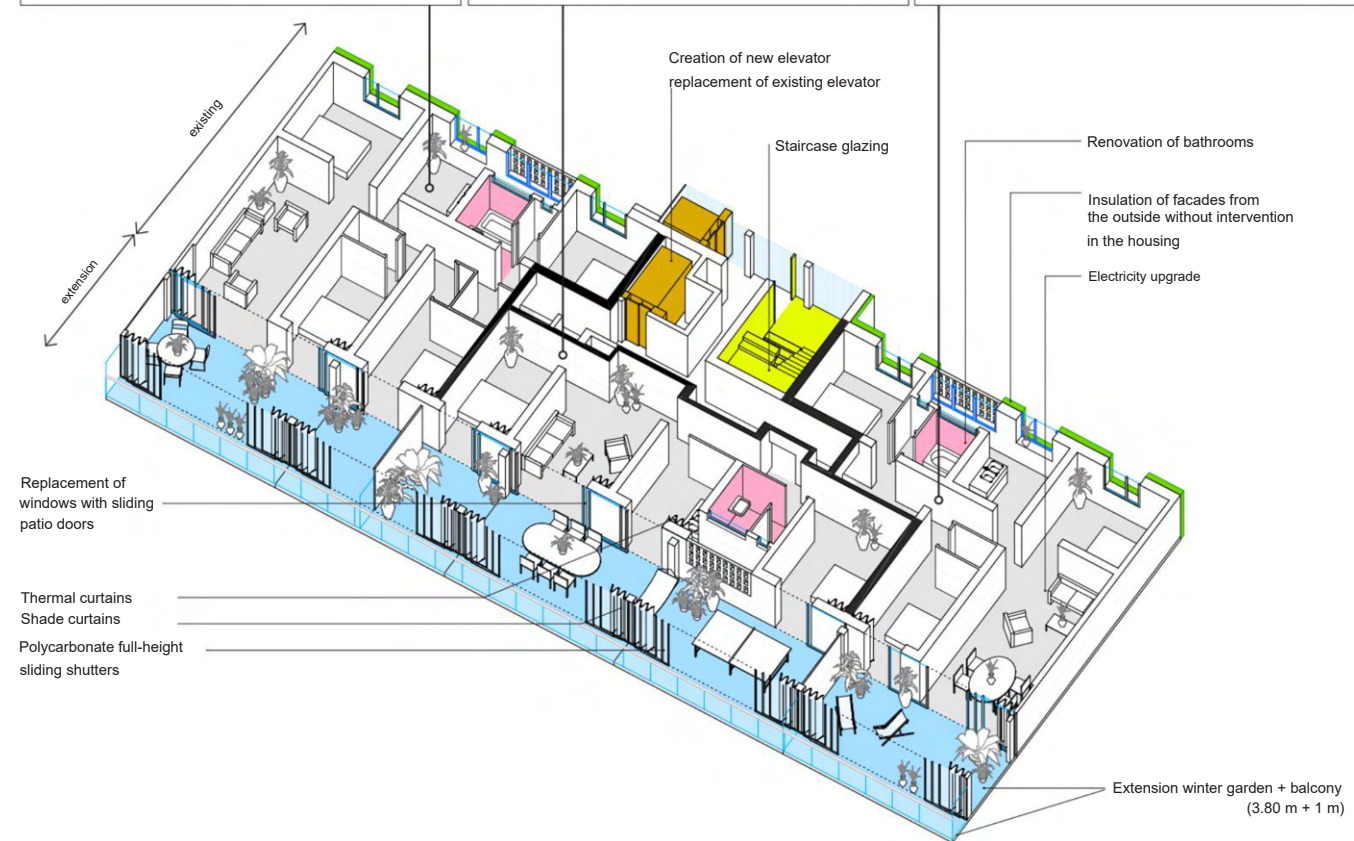 Creation of new elevator
replacement of existing elevator
existing
Staircase glazing
Renovation of bathrooms
Insulation of facades from
the outside without intervention
in the housing
extension
Electricity upgrade
Replacement of
windows with sliding
patio doors
Thermal curtains
Shade curtains
Polycarbonate full-height
sliding shutters
Extension winter garden + balcony
(3.80 m + 1 m)